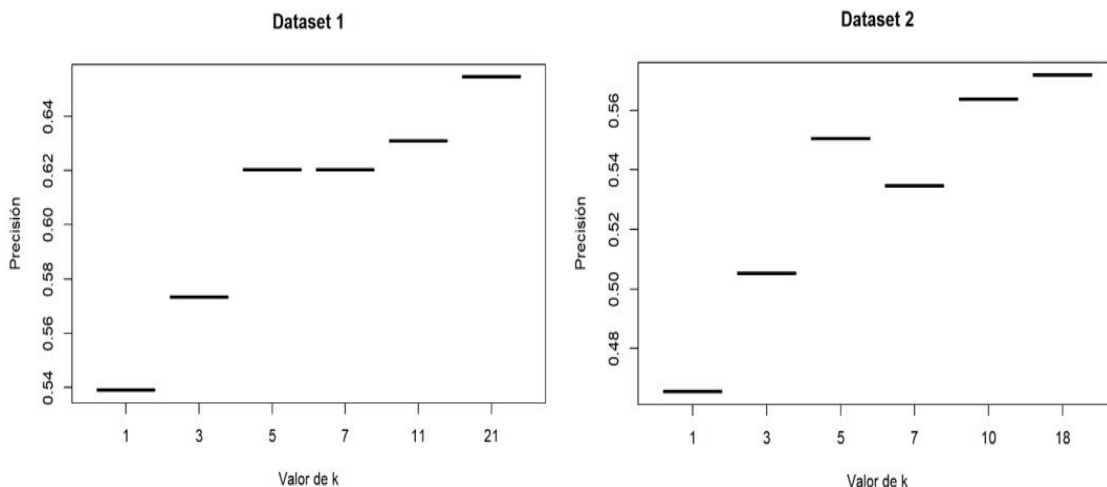 Dataset 1
Precisión
0.64
0.62
0.60
0.58
0.56
0.54
1 3 5 7 11 21
Valor de k
Dataset 2
Precisión
0.56
0.54
0.52
0.50
0.48
1 3 5 7 10 18
Valor de k